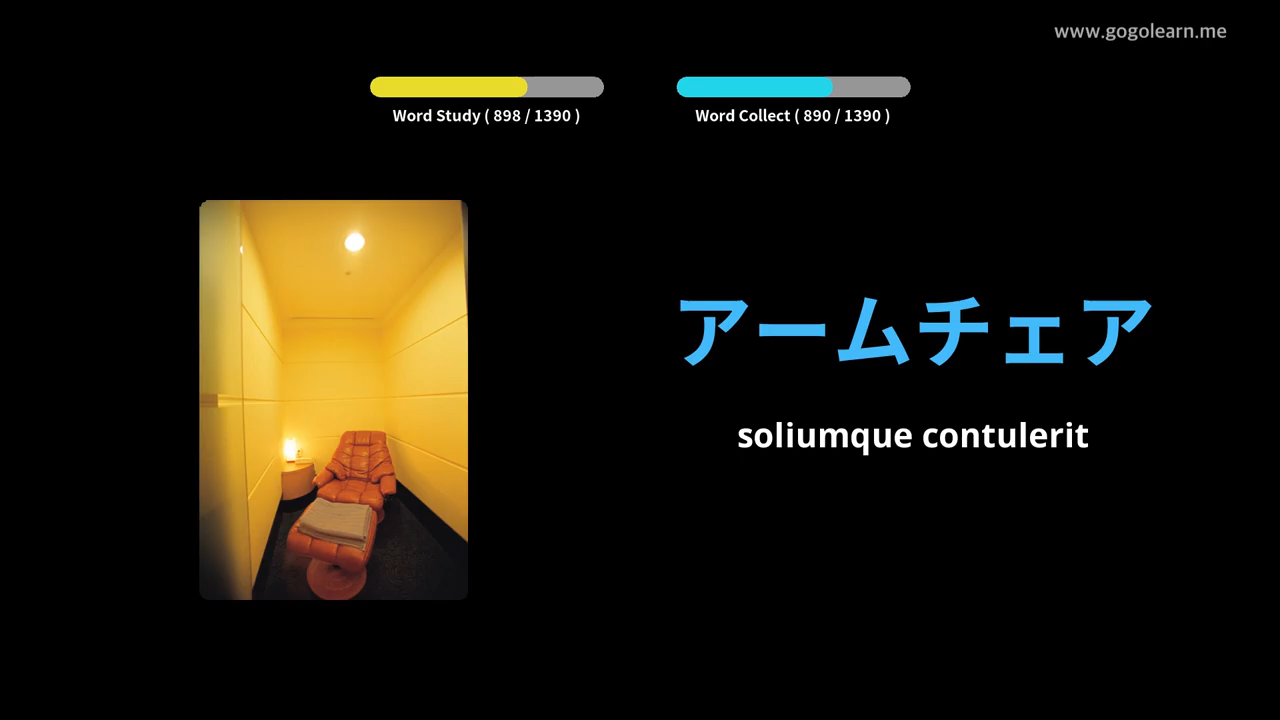 www.gogolearn.me
Word Study ( 898 / 1390 )
Word Collect ( 890 / 1390 )
アームチェア
soliumque contulerit